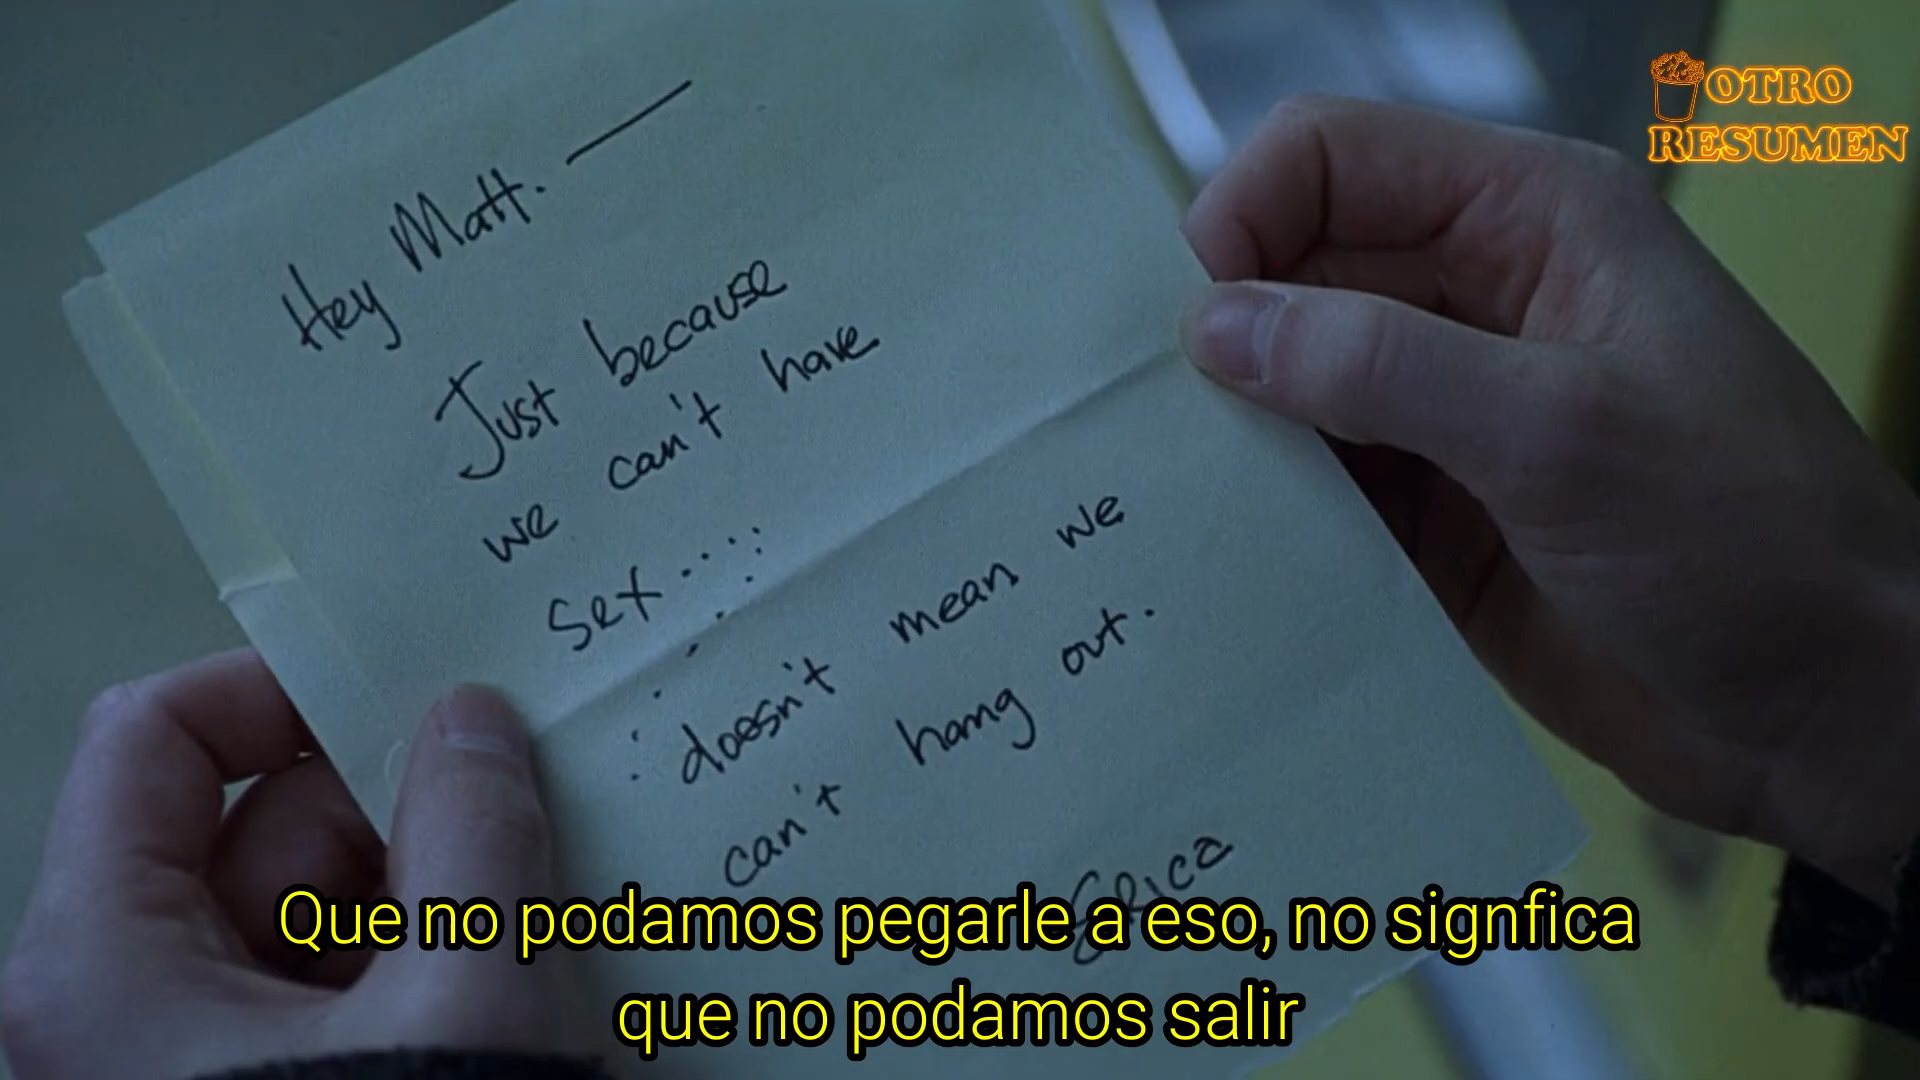 OTRO
RESUMEN
Hey Matt. —
Just because
we can't have
sex . . . .
doesn't mean we
can't hang out.
Erica
Que no podamos pegarle a eso, no signfica
que no podamos salir